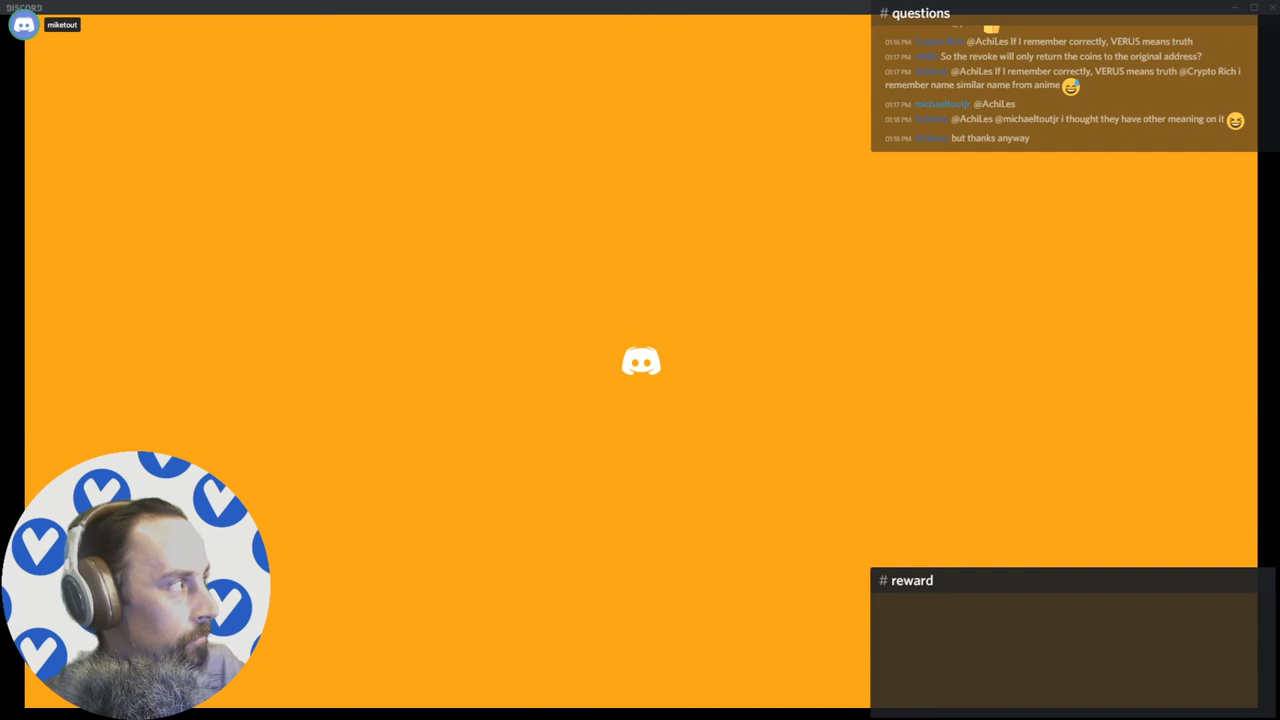 DISCORD
miketout
# questions
01:16 PM Crypto Rich @AchiLes If I remember correctly, VERUS means truth
01:17 PM So the revoke will only return the coins to the original address?
01:17 PM @AchiLes If I remember correctly, VERUS means truth @Crypto Rich i
remember name similar name from anime 😅
01:17 PM michaeltoutjr @AchiLes
01:18 PM @AchiLes @michaeltoutjr i thought they have other meaning on it 😆
01:18 PM but thanks anyway
# reward